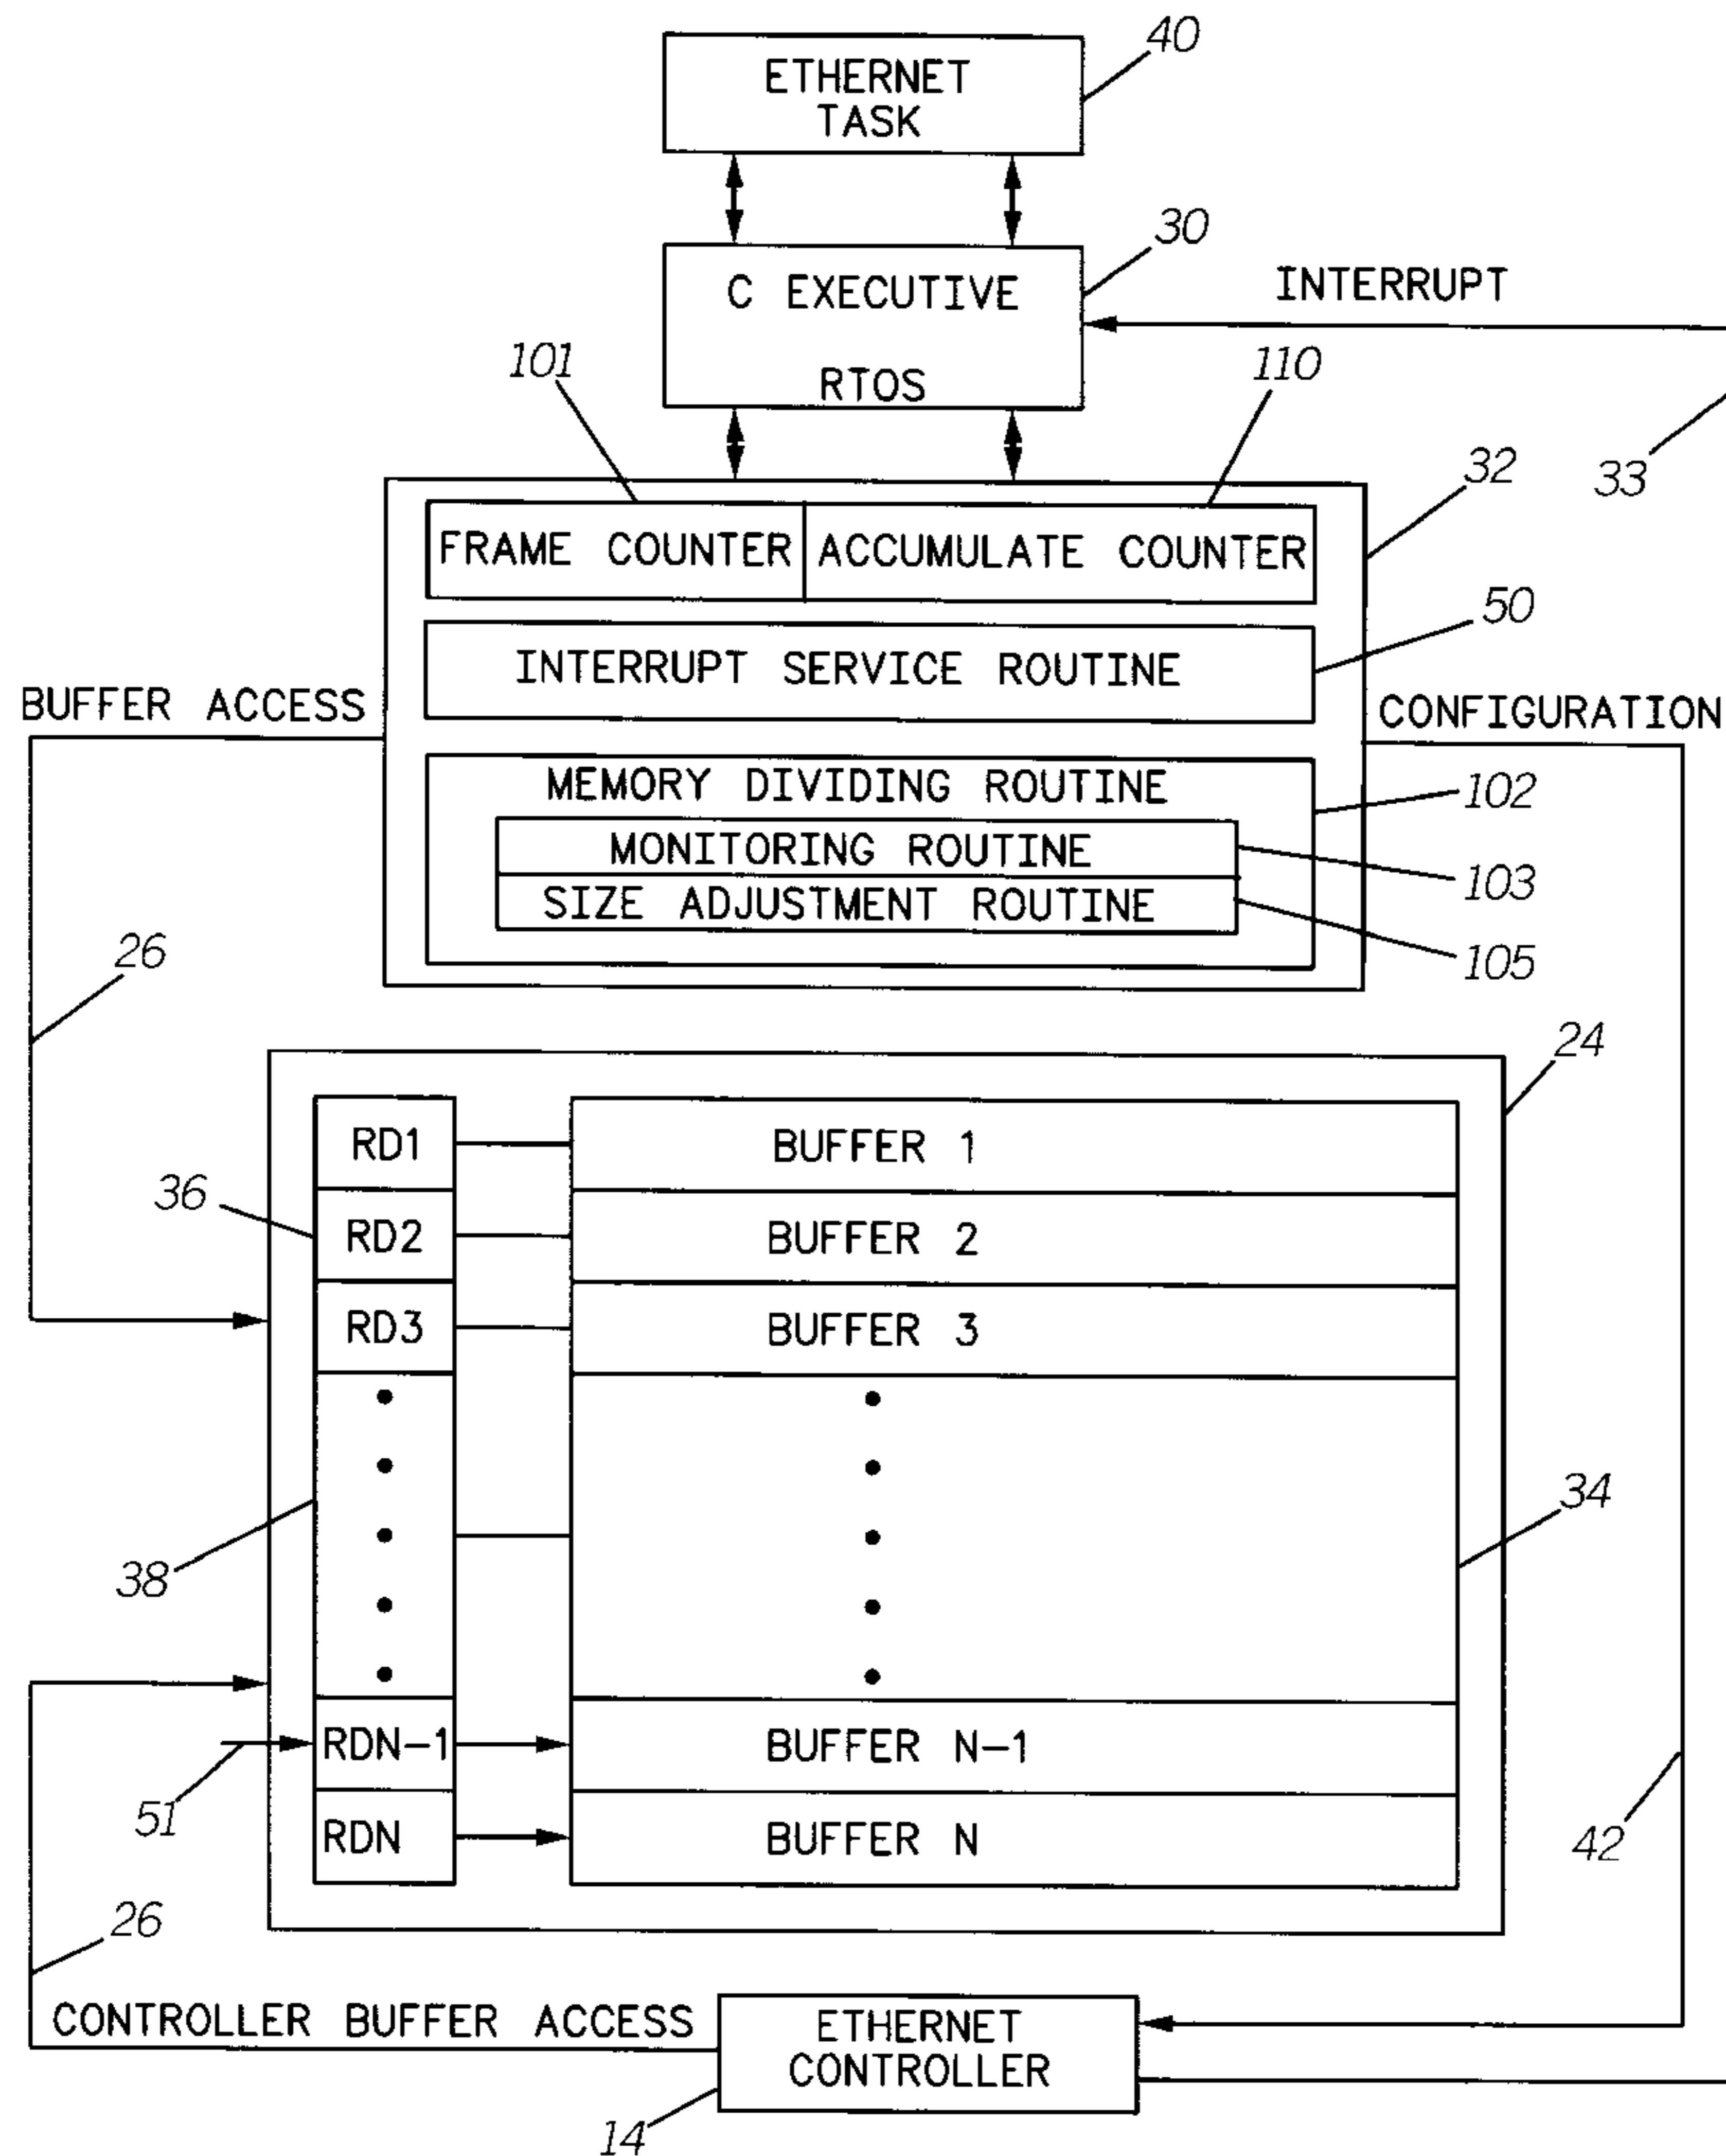 40
ETHERNET
TASK
30
C EXECUTIVE
INTERRUPT
RTOS
101
110
33
32
FRAME COUNTER
ACCUMULATE COUNTER
50
INTERRUPT SERVICE ROUTINE
BUFFER ACCESS
CONFIGURATION
MEMORY DIVIDING ROUTINE
102
MONITORING ROUTINE
103
SIZE ADJUSTMENT ROUTINE
105
26
24
RD1
BUFFER 1
36
RD2
BUFFER 2
RD3
BUFFER 3
34
38
RDN-1
BUFFER N-1
51
RDN
BUFFER N
42
26
CONTROLLER BUFFER ACCESS
ETHERNET
CONTROLLER
14